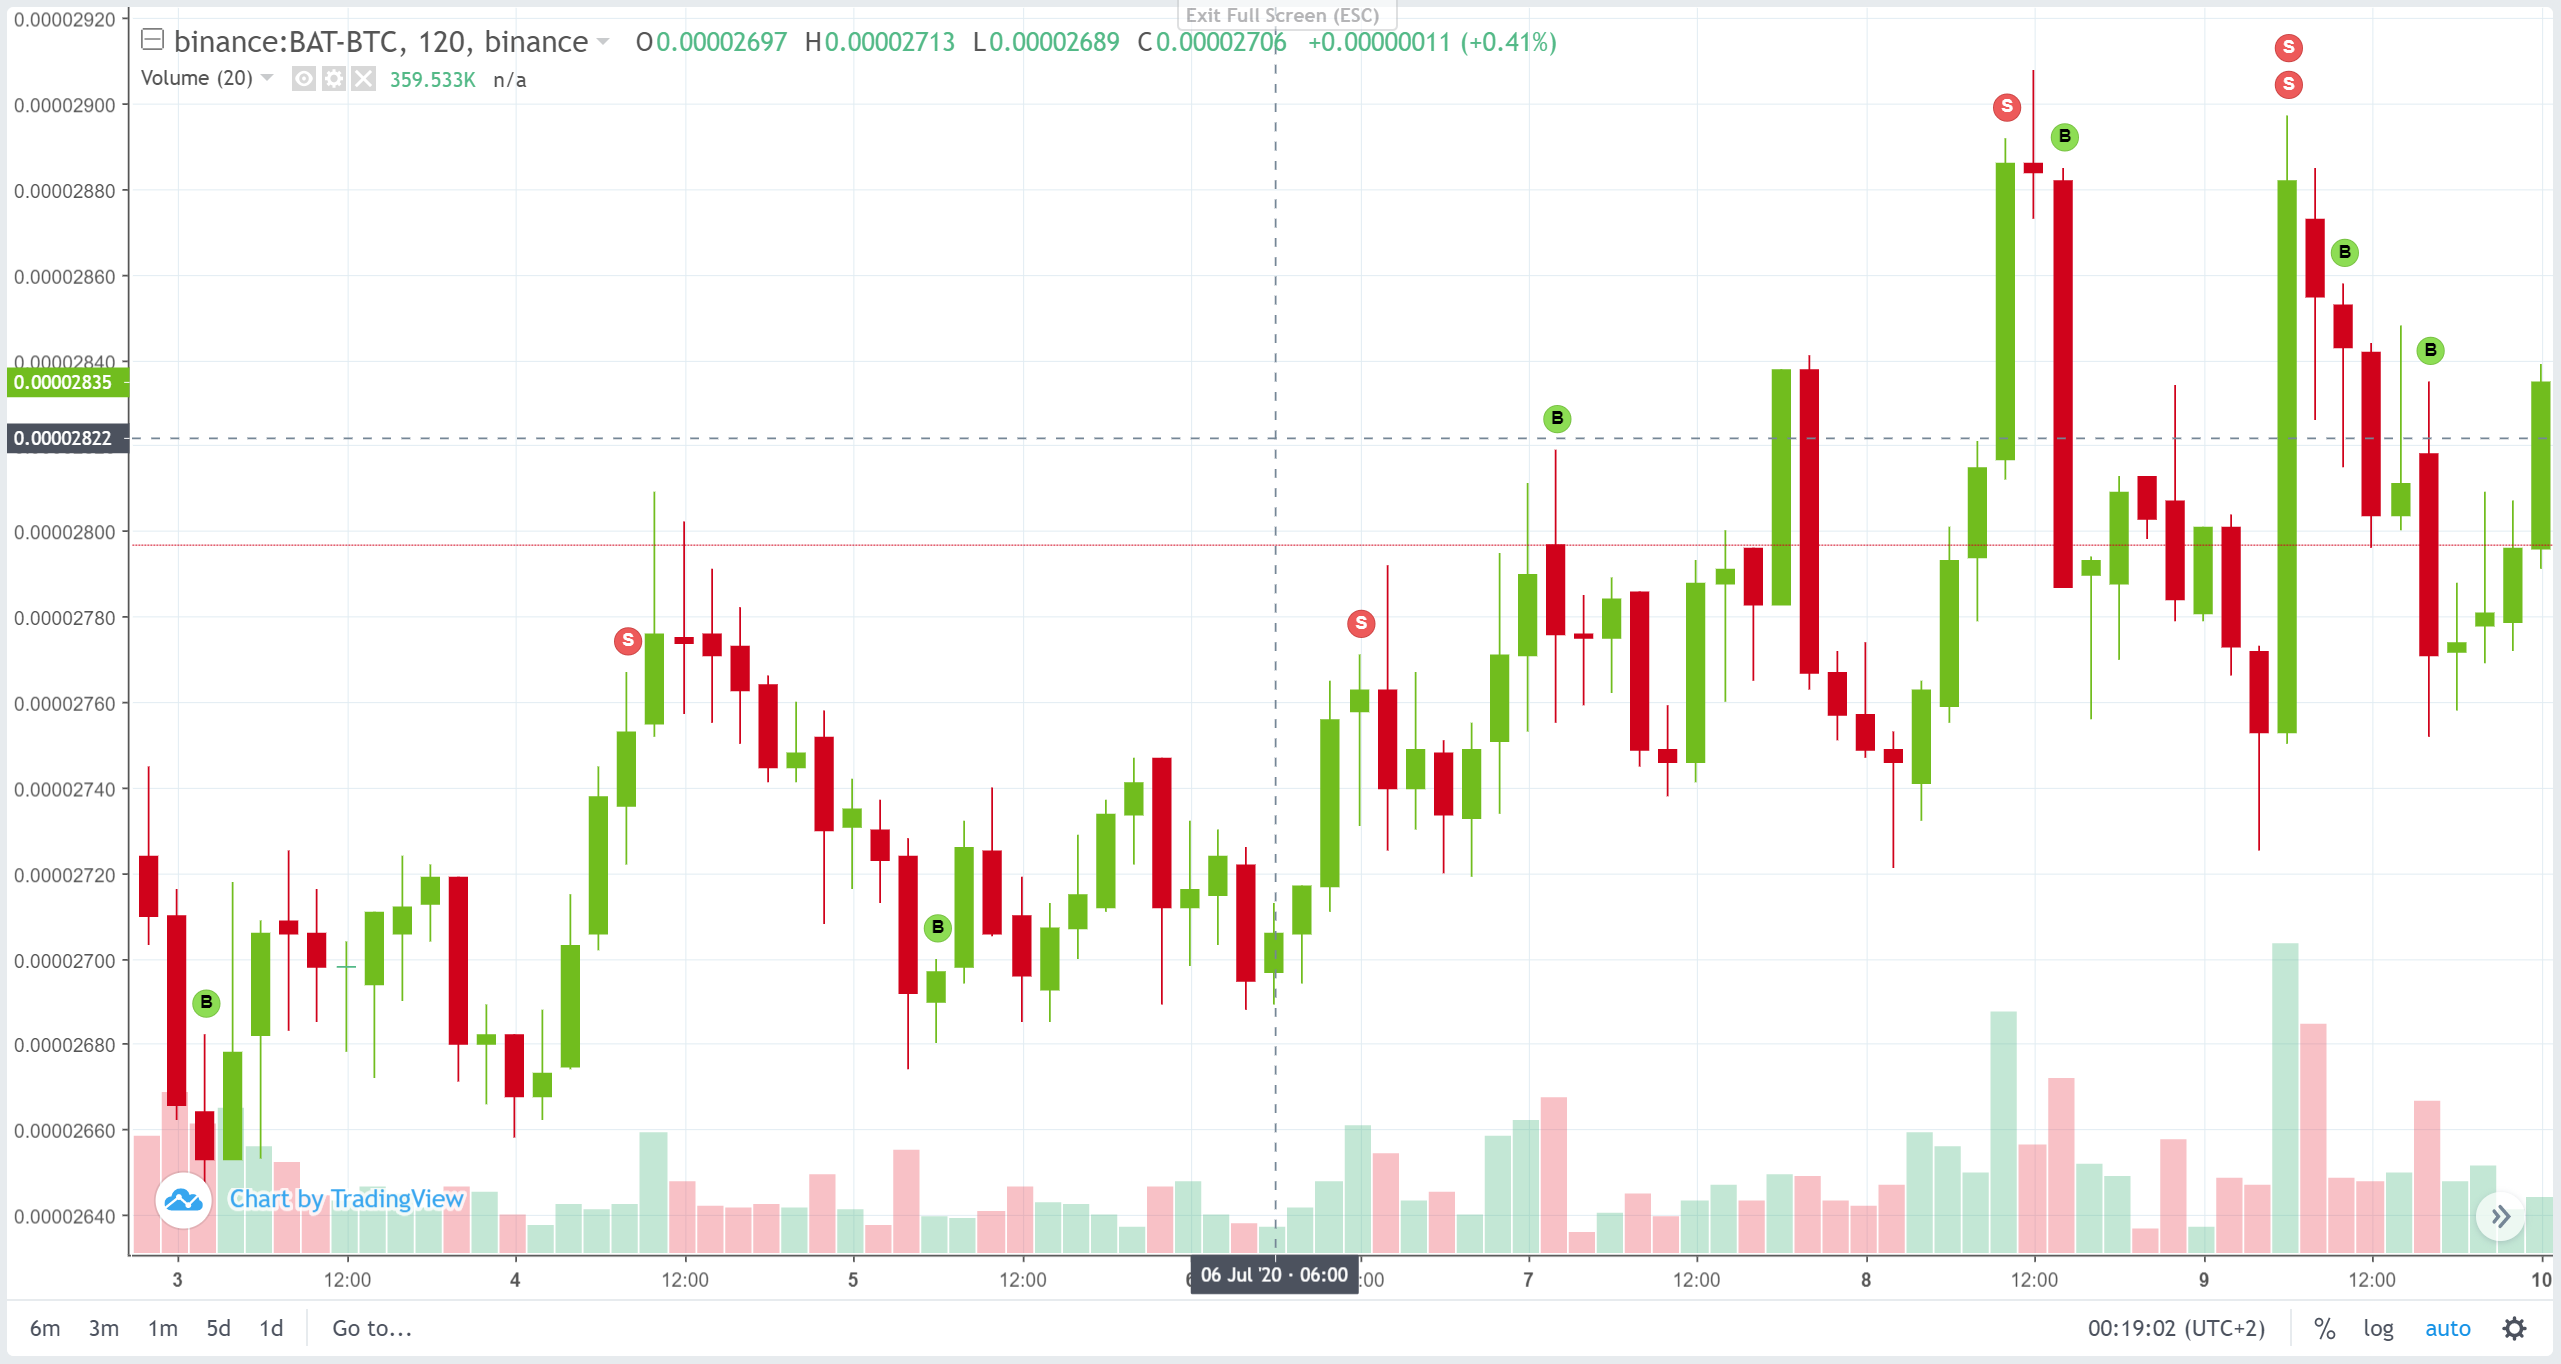 Exit Full Screen (ESC)
binance:BAT-BTC, 120, binance O0.00002697 H0.00002713 L0.00002689 C0.00002706 +0.00000011 (+0.41%)
Volume (20) 359.533K n/a
0.00002920
0.00002900
0.00002880
0.00002860
0.00002840
0.00002835
0.00002822
0.00002800
0.00002780
0.00002760
0.00002740
0.00002720
0.00002700
0.00002680
0.00002660
0.00002640
S
S
S
B
B
B
B
S
S
B
B
Chart by TradingView
3 12:00 4 12:00 5 12:00 06 Jul '20 · 06:00 :00 7 12:00 8 12:00 9 12:00 10
6m 3m 1m 5d 1d Go to... 00:19:02 (UTC+2) % log auto